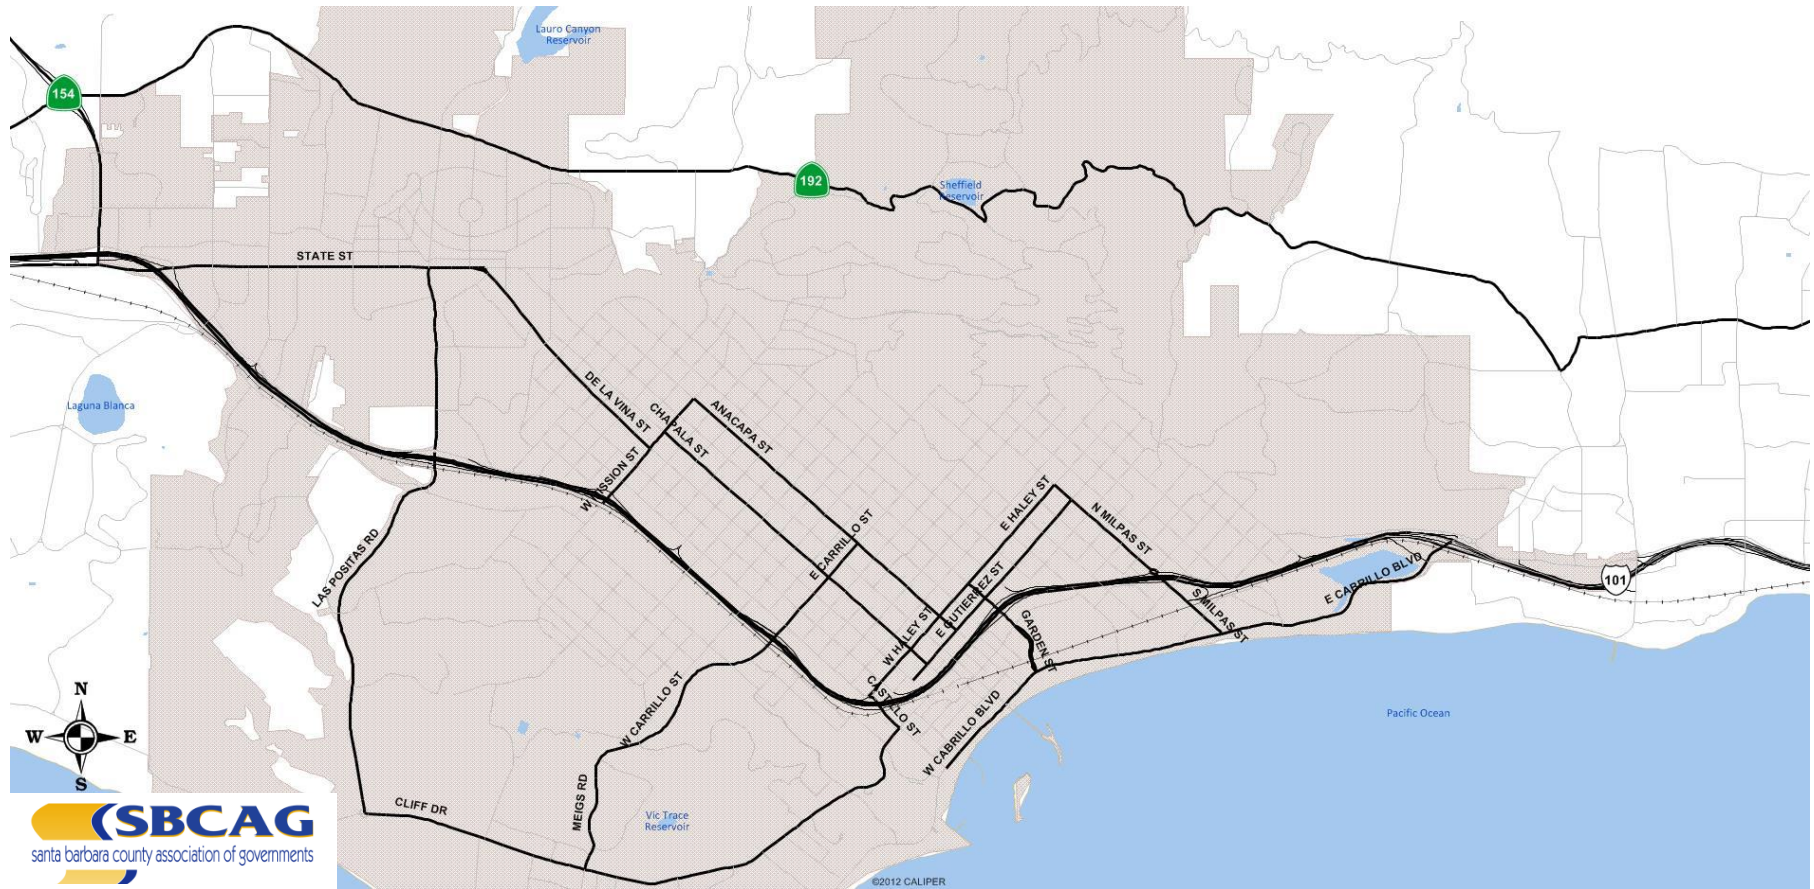 Lauro Canyon
Reservoir
154
192
Sheffield
Reservoir
STATE ST
Laguna Blanca
DE LA VINA ST
CHAPALA ST
ANACAPA ST
W MISSION ST
E HALEY ST
N MILPAS ST
E CARRILLO ST
LAS POSITAS RD
101
E CABRILLO BLVD
S MILPAS ST
E GUTIERREZ ST
W HALEY ST
GARDEN ST
CASTILLO ST
W CARRILLO ST
W CABRILLO BLVD
Pacific Ocean
N
W E
S
CLIFF DR
MEIGS RD
Vic Trace
Reservoir
SBCAG
santa barbara county association of governments
©2012 CALIPER